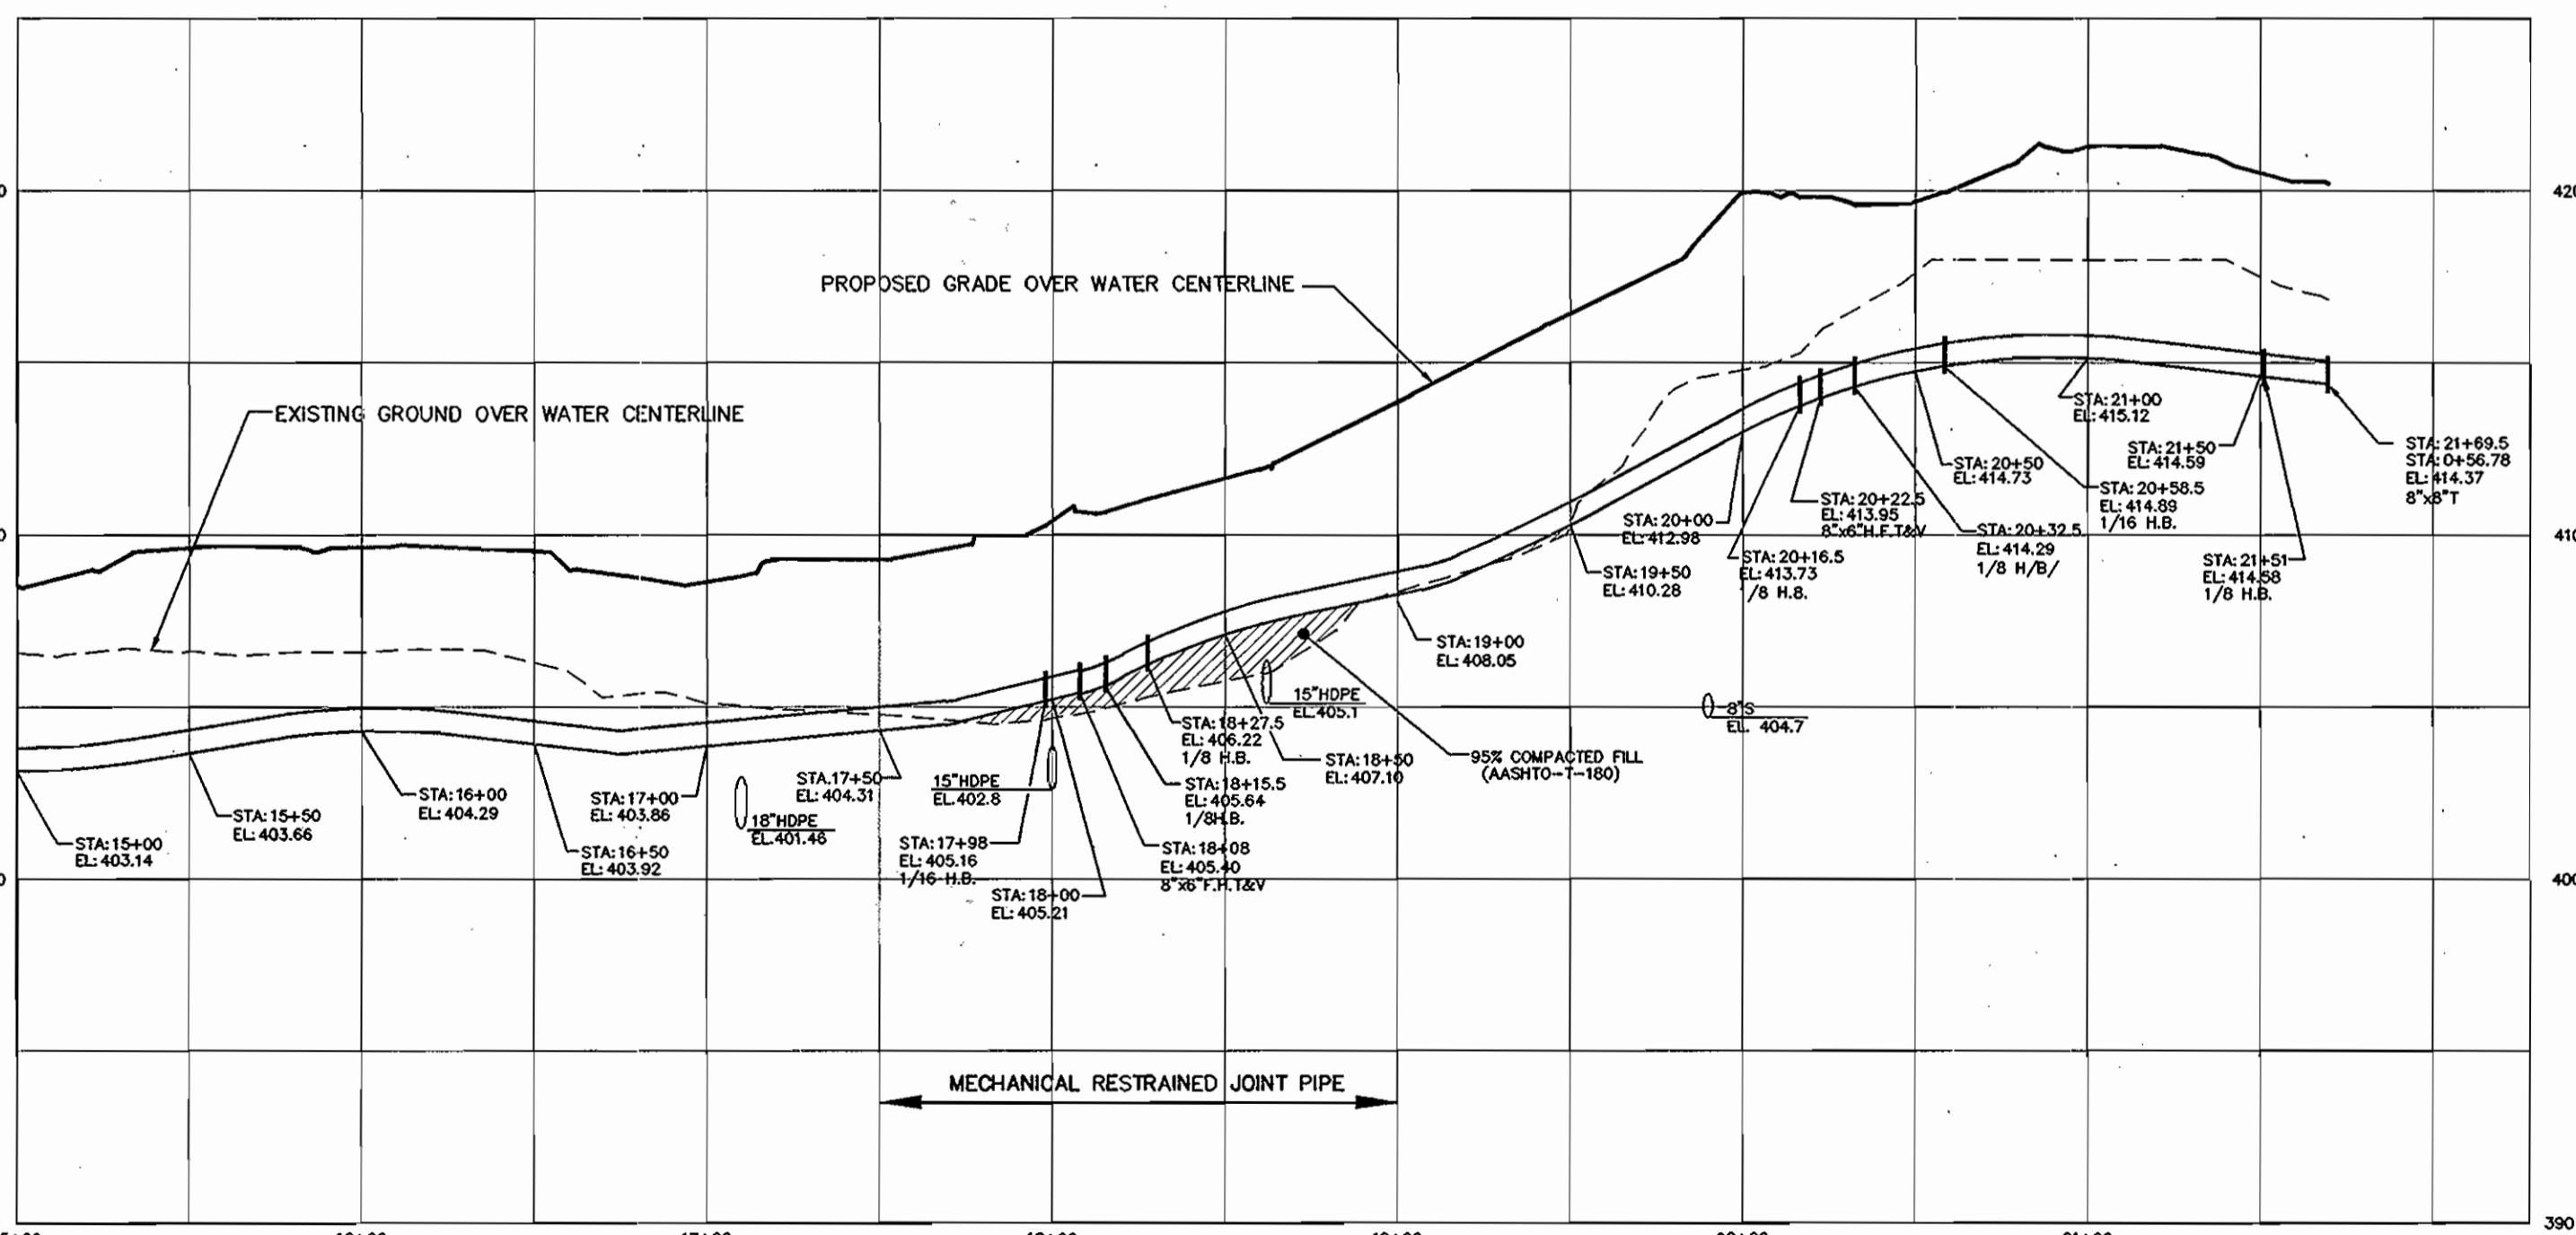 420
PROPOSED GRADE OVER WATER CENTERLINE
EXISTING GROUND OVER WATER CENTERLINE
STA: 15+00
EL: 403.14
STA: 15+50
EL: 403.66
STA: 16+00
EL: 404.29
STA: 16+50
EL: 403.92
STA: 17+00
EL: 403.86
18"HDPE
EL.401.46
STA.17+50
EL: 404.31
15"HDPE
EL.402.8
STA: 17+98
EL: 405.16
1/16 H.B.
STA: 18+00
EL: 405.21
STA: 18+08
EL: 405.40
8"x6"F.H.T&V
STA: 18+15.5
EL: 405.64
1/8H.B.
STA: 18+27.5
EL: 406.22
1/8 H.B.
STA: 18+50
EL: 407.10
15"HDPE
EL.405.1
95% COMPACTED FILL
(AASHTO-T-180)
STA: 19+00
EL: 408.05
STA: 19+50
EL: 410.28
8"S
EL. 404.7
STA: 20+00
EL: 412.98
STA: 20+16.5
EL: 413.73
/8 H.B.
STA: 20+22.5
EL: 413.95
8"x6"H.F.T&V
STA: 20+32.5
EL: 414.29
1/8 H/B/
STA: 20+50
EL: 414.73
STA: 20+58.5
EL: 414.89
1/16 H.B.
STA: 21+00
EL: 415.12
STA: 21+50
EL: 414.59
STA: 21+51
EL: 414.58
1/8 H.B.
STA: 21+69.5
STA: 0+56.78
EL: 414.37
8"x8"T
410
400
MECHANICAL RESTRAINED JOINT PIPE
390